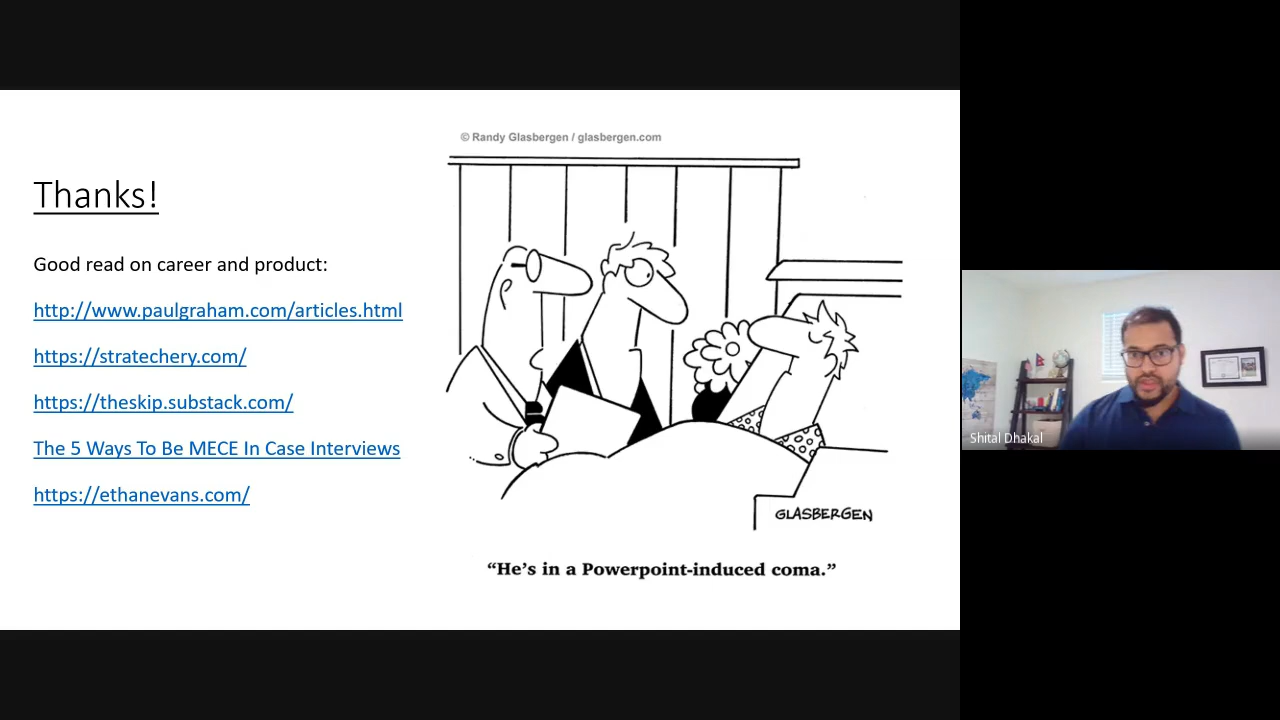 © Randy Glasbergen / glasbergen.com
Thanks!
Good read on career and product:
http://www.paulgraham.com/articles.html
https://stratechery.com/
https://theskip.substack.com/
The 5 Ways To Be MECE In Case Interviews
https://ethanevans.com/
GLASBERGEN
“He’s in a Powerpoint-induced coma.”
Shital Dhakal